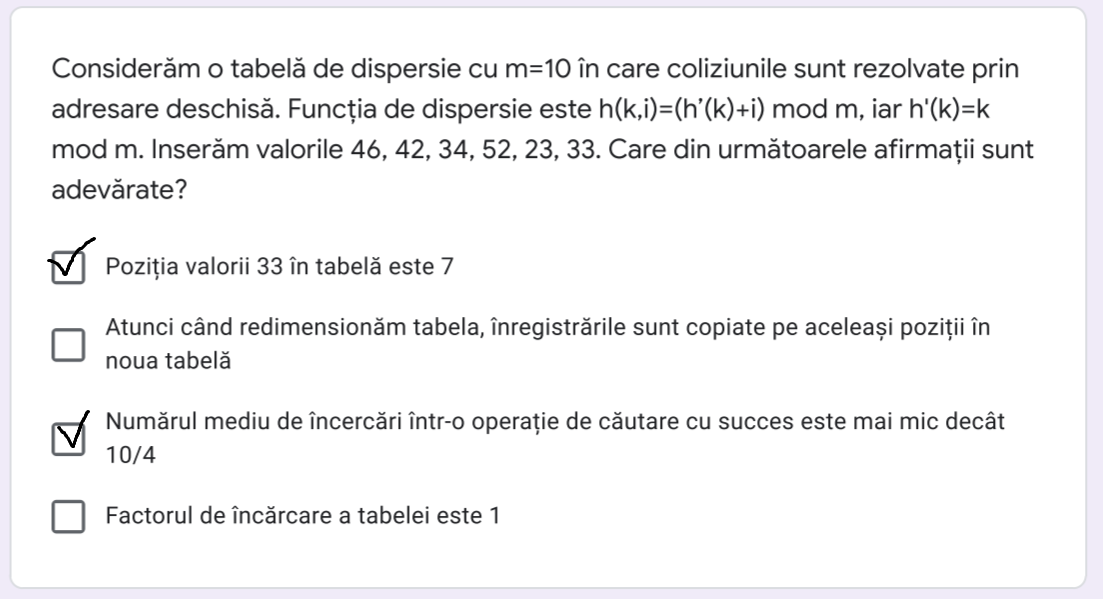 Considerăm o tabelă de dispersie cu m=10 în care coliziunile sunt rezolvate prin
adresare deschisă. Funcția de dispersie este h(k,i)=(h’(k)+i) mod m, iar h'(k)=k
mod m. Inserăm valorile 46, 42, 34, 52, 23, 33. Care din următoarele afirmații sunt
adevărate?
Poziția valorii 33 în tabelă este 7
Atunci când redimensionăm tabela, înregistrările sunt copiate pe aceleași poziții în
noua tabelă
Numărul mediu de încercări într-o operație de căutare cu succes este mai mic decât
10/4
Factorul de încărcare a tabelei este 1